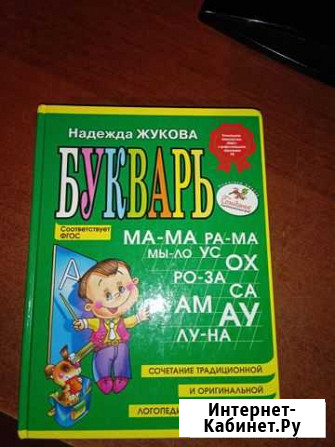 Надежда ЖУКОВА
БУКВАРЬ
Соответствует
ФГОС
МА-МА РА-МА
МЫ-ЛО УС
ОХ
РО-ЗА
СА
АМ
АУ
ЛУ-НА
А
СОЧЕТАНИЕ ТРАДИЦИОННОЙ
И ОРИГИНАЛЬНОЙ
Интернет-
Кабинет.Ру